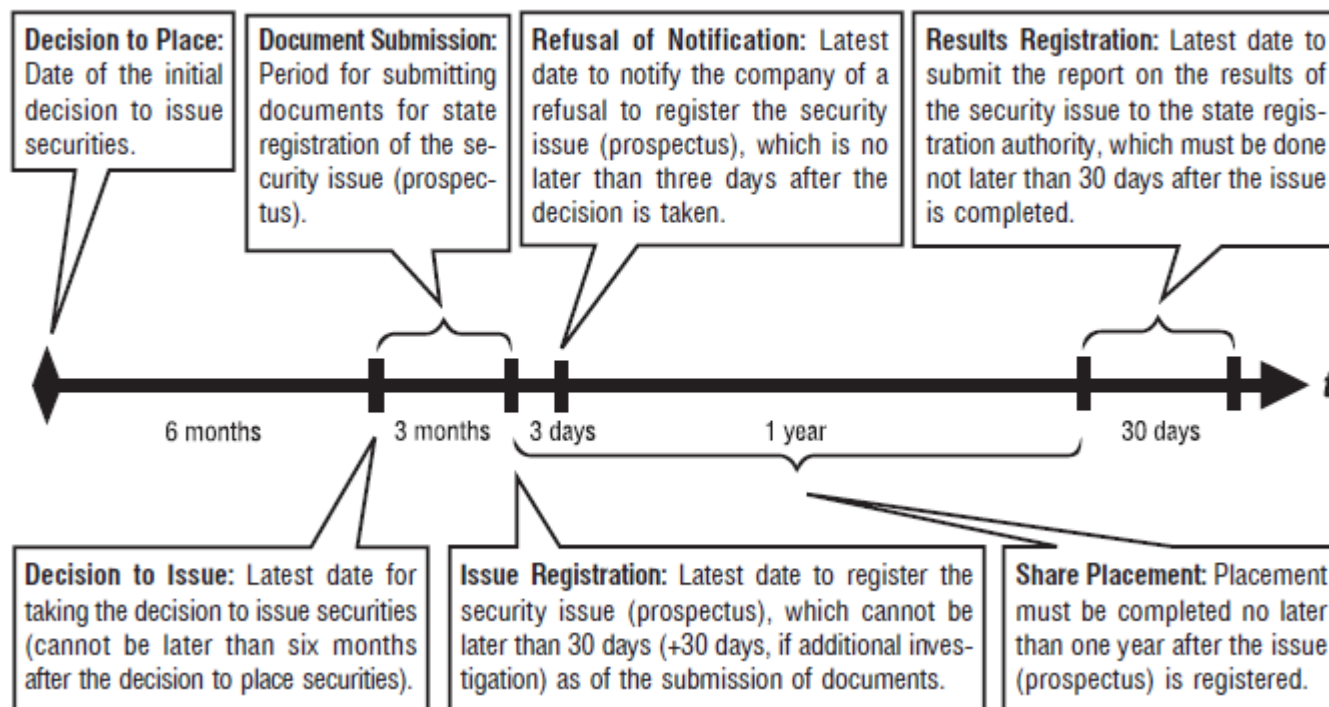 Decision to Place:
Date of the initial
decision to issue
securities.
Document Submission:
Period for submitting
documents for state
registration of the se-
curity issue (prospec-
tus).
Refusal of Notification: Latest
date to notify the company of a
refusal to register the security
issue (prospectus), which is no
later than three days after the
decision is taken.
Results Registration: Latest date to
submit the report on the results of
the security issue to the state regis-
tration authority, which must be done
not later than 30 days after the issue
is completed.
6 months
3 months
3 days
1 year
30 days
t
Decision to Issue: Latest date for
taking the decision to issue securities
(cannot be later than six months
after the decision to place securities).
Issue Registration: Latest date to register the
security issue (prospectus), which cannot be
later than 30 days (+30 days, if additional inves-
tigation) as of the submission of documents.
Share Placement: Placement
must be completed no later
than one year after the issue
(prospectus) is registered.